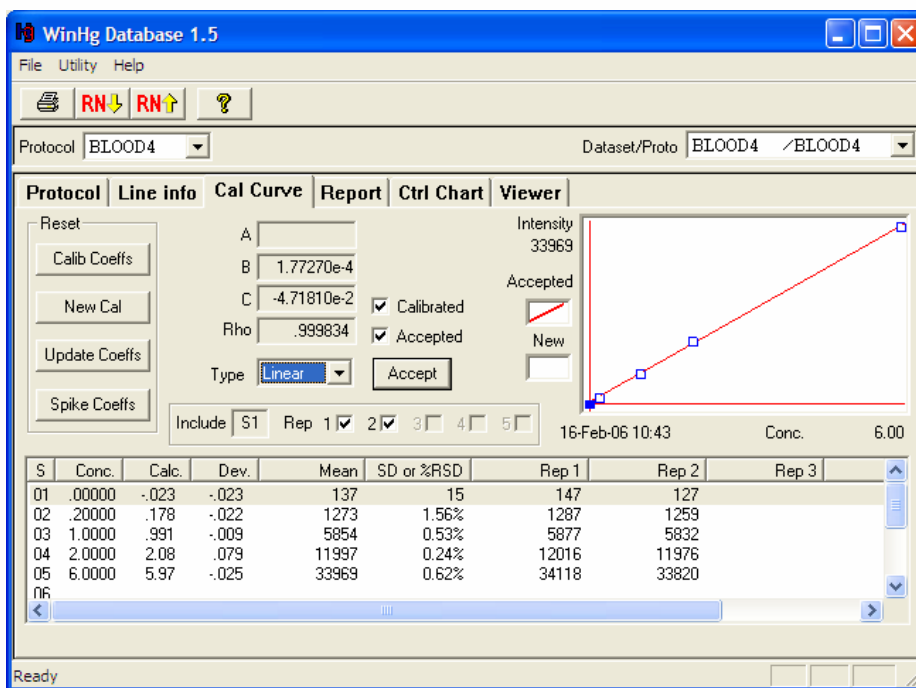 WinHg Database 1.5
File Utility Help
RN RN ?
Protocol BLOOD4 Dataset/Proto BLOOD4 /BLOOD4
Protocol Line info Cal Curve Report Ctrl Chart Viewer
Reset
Calib Coeffs
New Cal
Update Coeffs
Spike Coeffs
A
B 1.77270e-4
C -4.71810e-2
Rho .999834
Calibrated
Accepted
Type Linear Accept
Intensity
33969
Accepted
New
Include S1 Rep 1 2 3 4 5
16-Feb-06 10:43 Conc. 6.00
S Conc. Calc. Dev. Mean SD or %RSD Rep 1 Rep 2 Rep 3
01 .00000 -.023 -.023 137 15 147 127
02 .20000 .178 -.022 1273 1.56% 1287 1259
03 1.0000 .991 -.009 5854 0.53% 5877 5832
04 2.0000 2.08 .079 11997 0.24% 12016 11976
05 6.0000 5.97 -.025 33969 0.62% 34118 33820
06
Ready